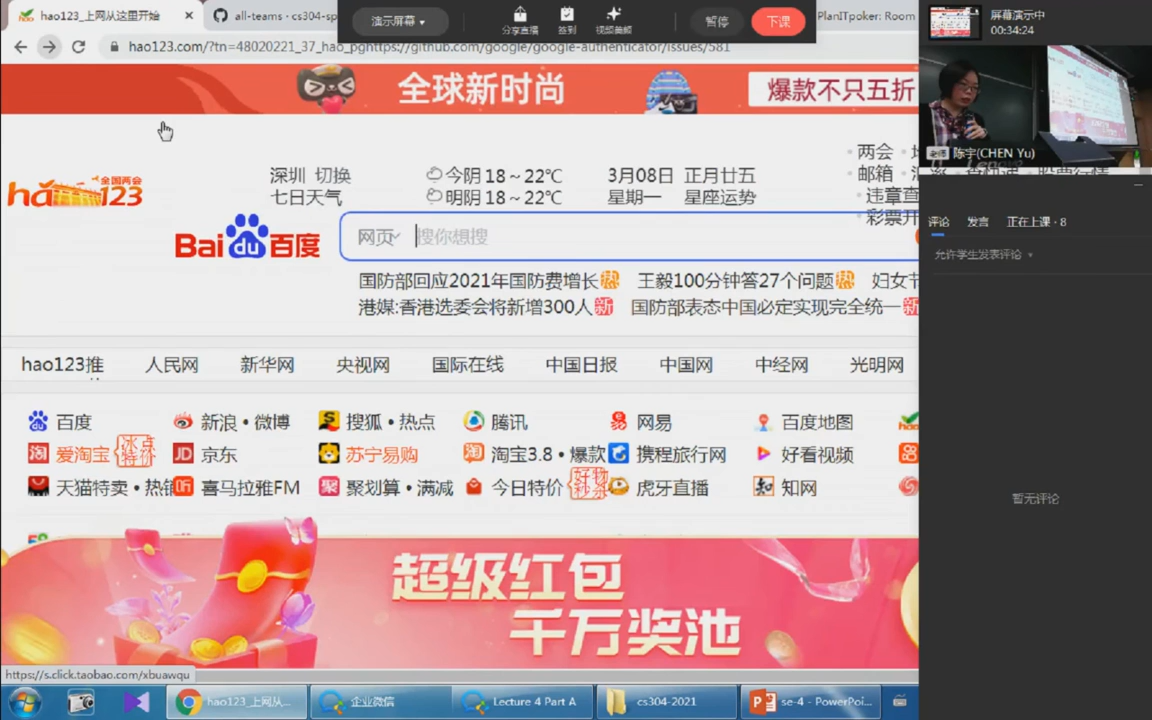 hao123_上网从这里开始
all-teams · cs304-sp
演示屏幕
分享直播
签到
视频美颜
暂停
下课
PlanITpoker: Room
hao123.com/?tn=48020221_37_hao_pghttps://github.com/google/google-authenticator/issues/581
屏幕演示中
00:34:24
全球新时尚
爆款不只五折
老师 陈宇(CHEN Yu)
Lenovo
全国两会
hao123
深圳 切换
今阴 18～22℃
3月08日 正月廿五
七日天气
明阴 18～22℃
星期一 星座运势
两会
邮箱
违章查
彩票开
Bai du 百度
网页
搜你想搜
国防部回应2021年国防费增长 热
王毅100分钟答27个问题 热
妇女节
港媒:香港选委会将新增300人 新
国防部表态中国必定实现完全统一 新
评论
发言
正在上课 · 8
允许学生发表评论
hao123推
人民网
新华网
央视网
国际在线
中国日报
中国网
中经网
光明网
百度
新浪 • 微博
搜狐 • 热点
腾讯
网易
百度地图
爱淘宝
冰点特价
京东
苏宁易购
淘宝3.8 • 爆款
携程旅行网
好看视频
天猫特卖 • 热销
喜马拉雅FM
聚划算 • 满减
今日特价
虎牙直播
知网
暂无评论
超级红包
千万奖池
https://s.click.taobao.com/xbuawqu
hao123_上网从...
企业微信
Lecture 4 Part A
cs304-2021
se-4 - PowerPoi...